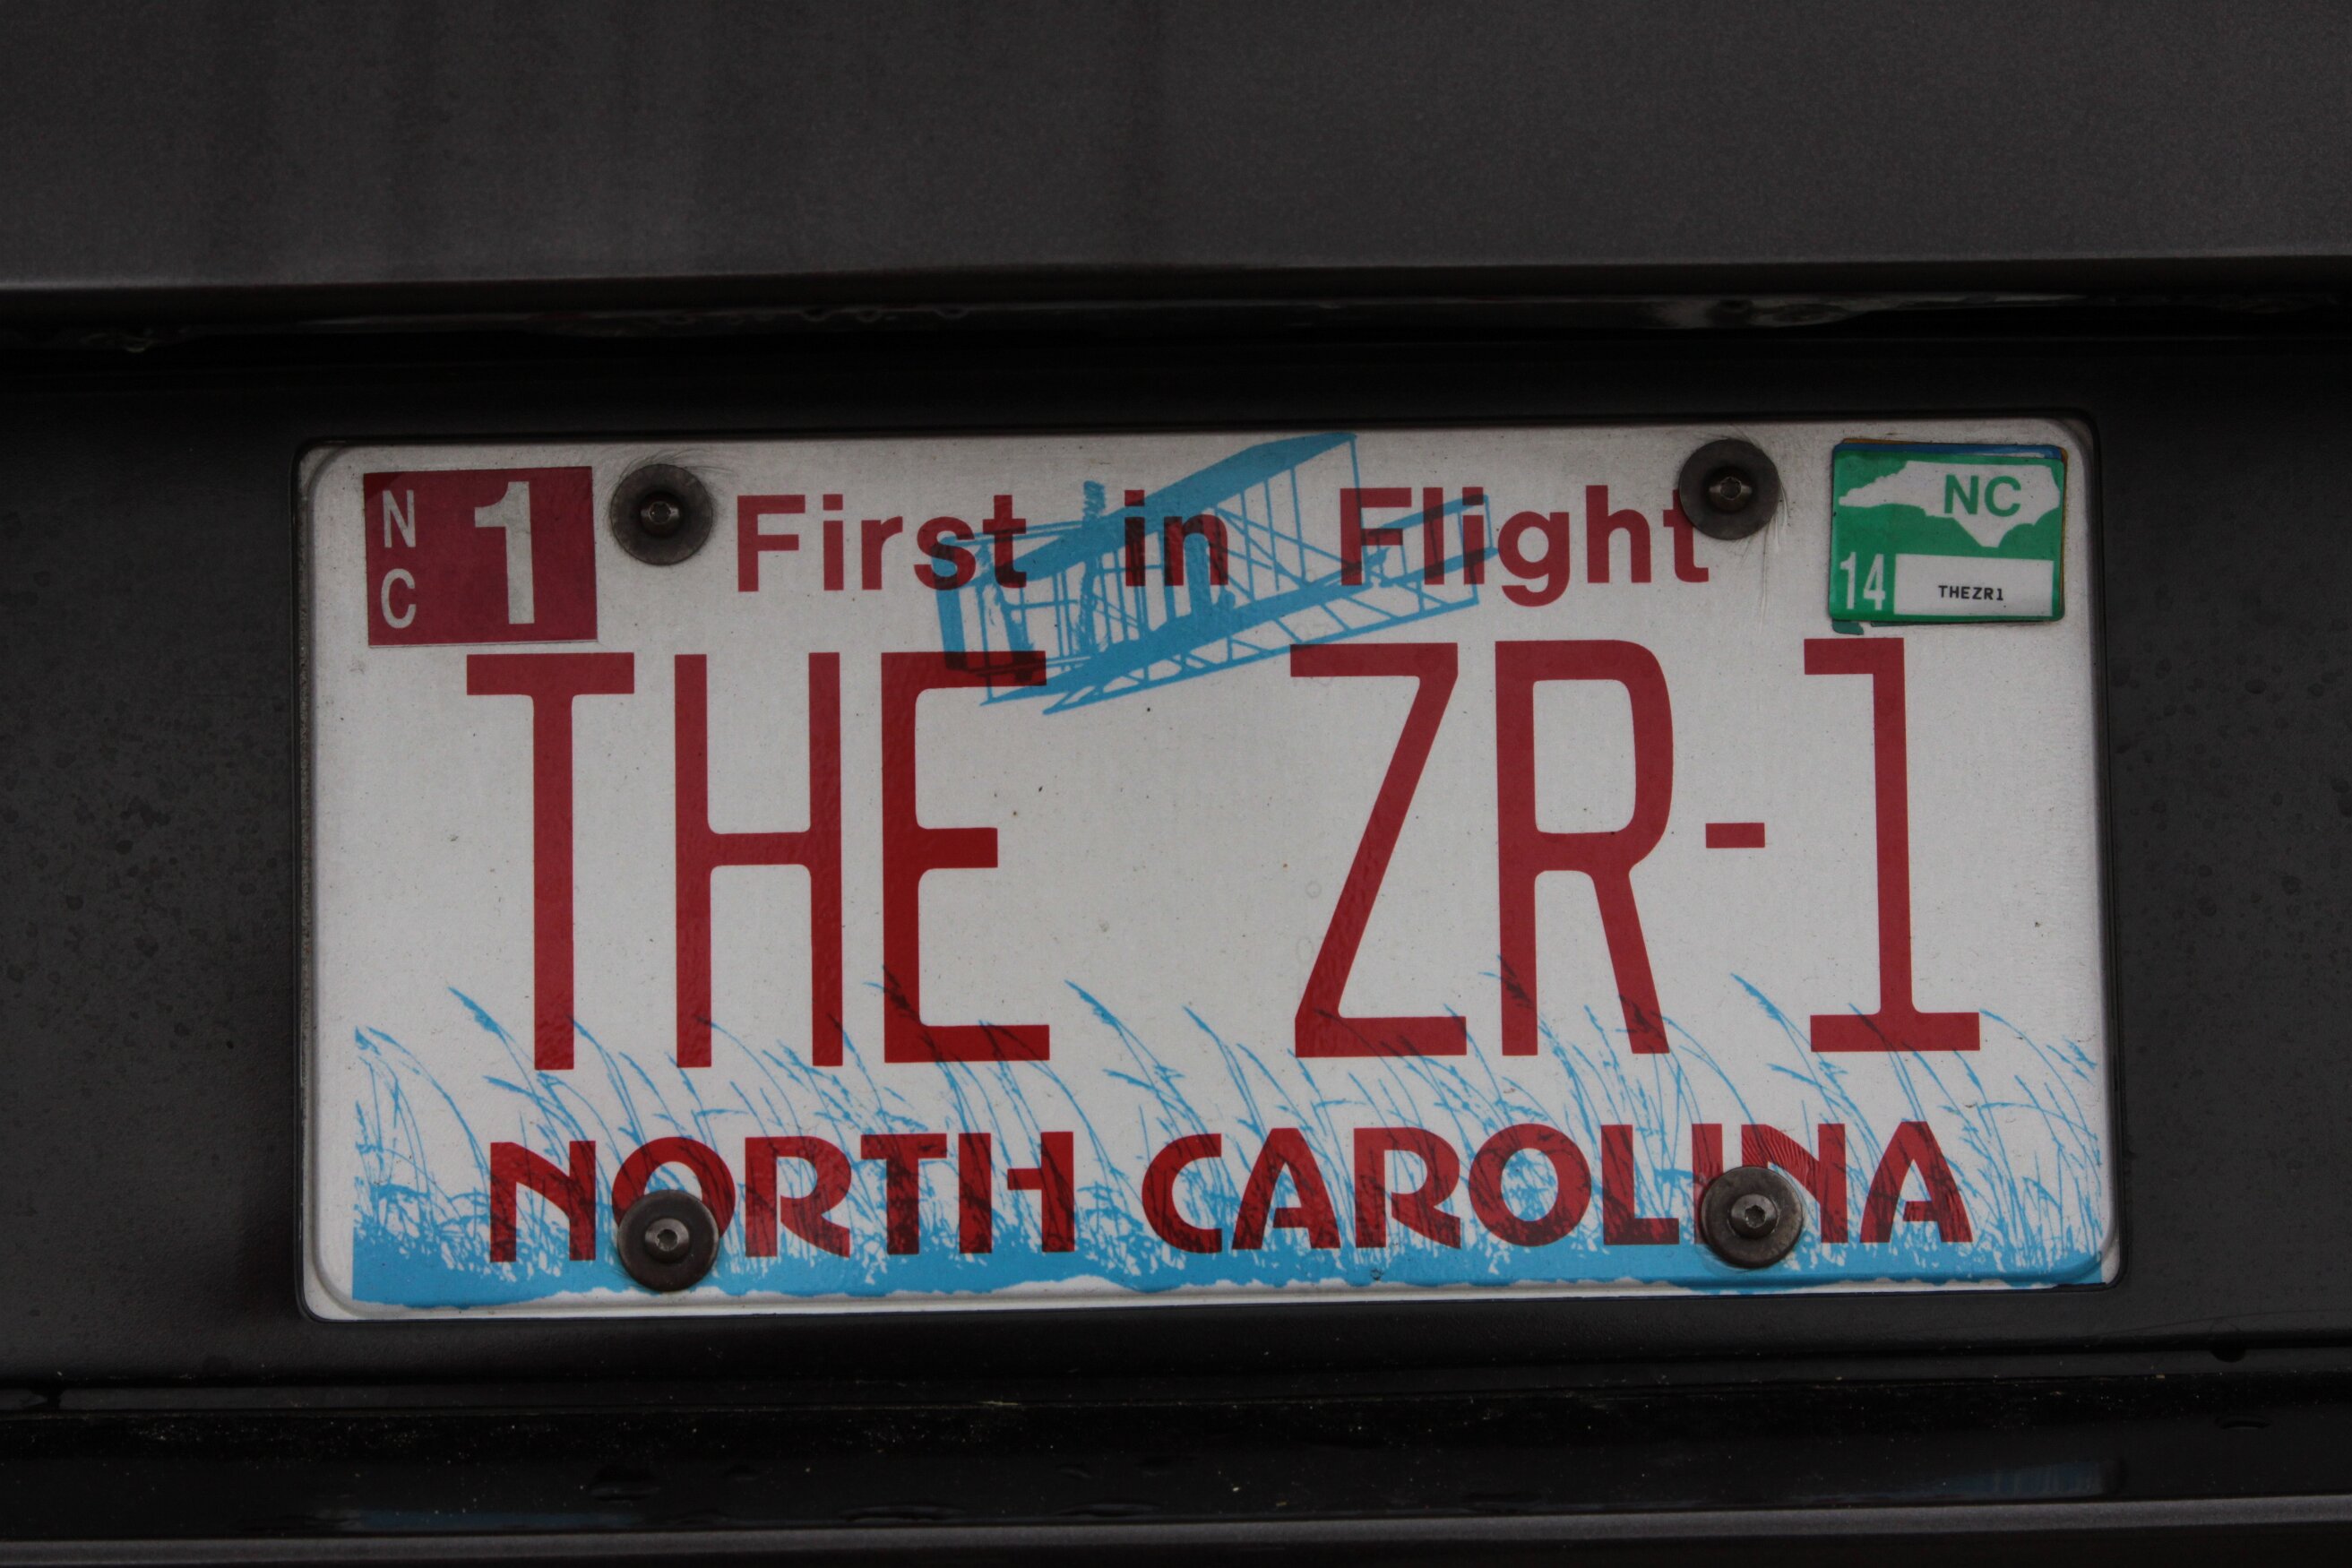 NC 1
First in Flight
NC
14 THEZR1
THE ZR-1
NORTH CAROLINA